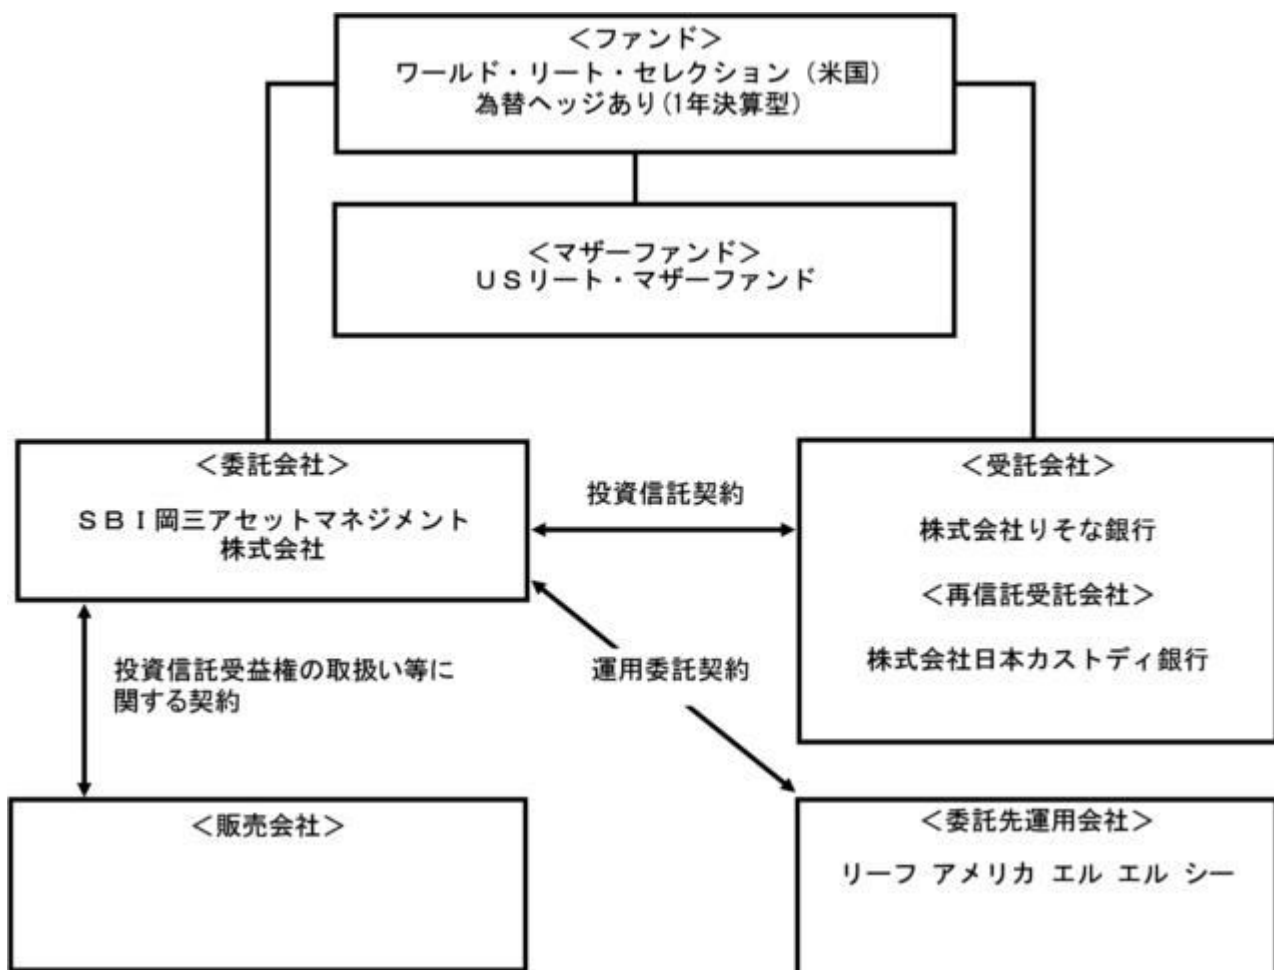 ＜ファンド＞
ワールド・リート・セレクション（米国）
為替ヘッジあり(1年決算型)
＜マザーファンド＞
ＵＳリート・マザーファンド
＜委託会社＞
ＳＢＩ岡三アセットマネジメント
株式会社
投資信託契約
＜受託会社＞
株式会社りそな銀行
＜再信託受託会社＞
株式会社日本カストディ銀行
投資信託受益権の取扱い等に
関する契約
運用委託契約
＜販売会社＞
＜委託先運用会社＞
リーフ アメリカ エル エル シー